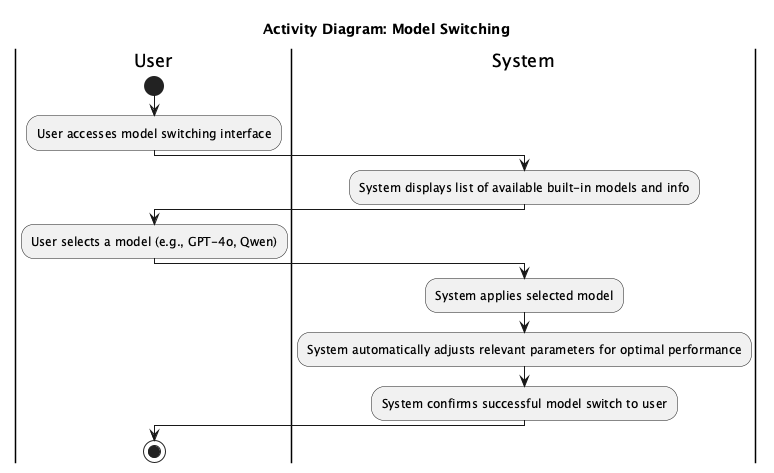 Activity Diagram: Model Switching
User
System
User accesses model switching interface
System displays list of available built-in models and info
User selects a model (e.g., GPT-4o, Qwen)
System applies selected model
System automatically adjusts relevant parameters for optimal performance
System confirms successful model switch to user